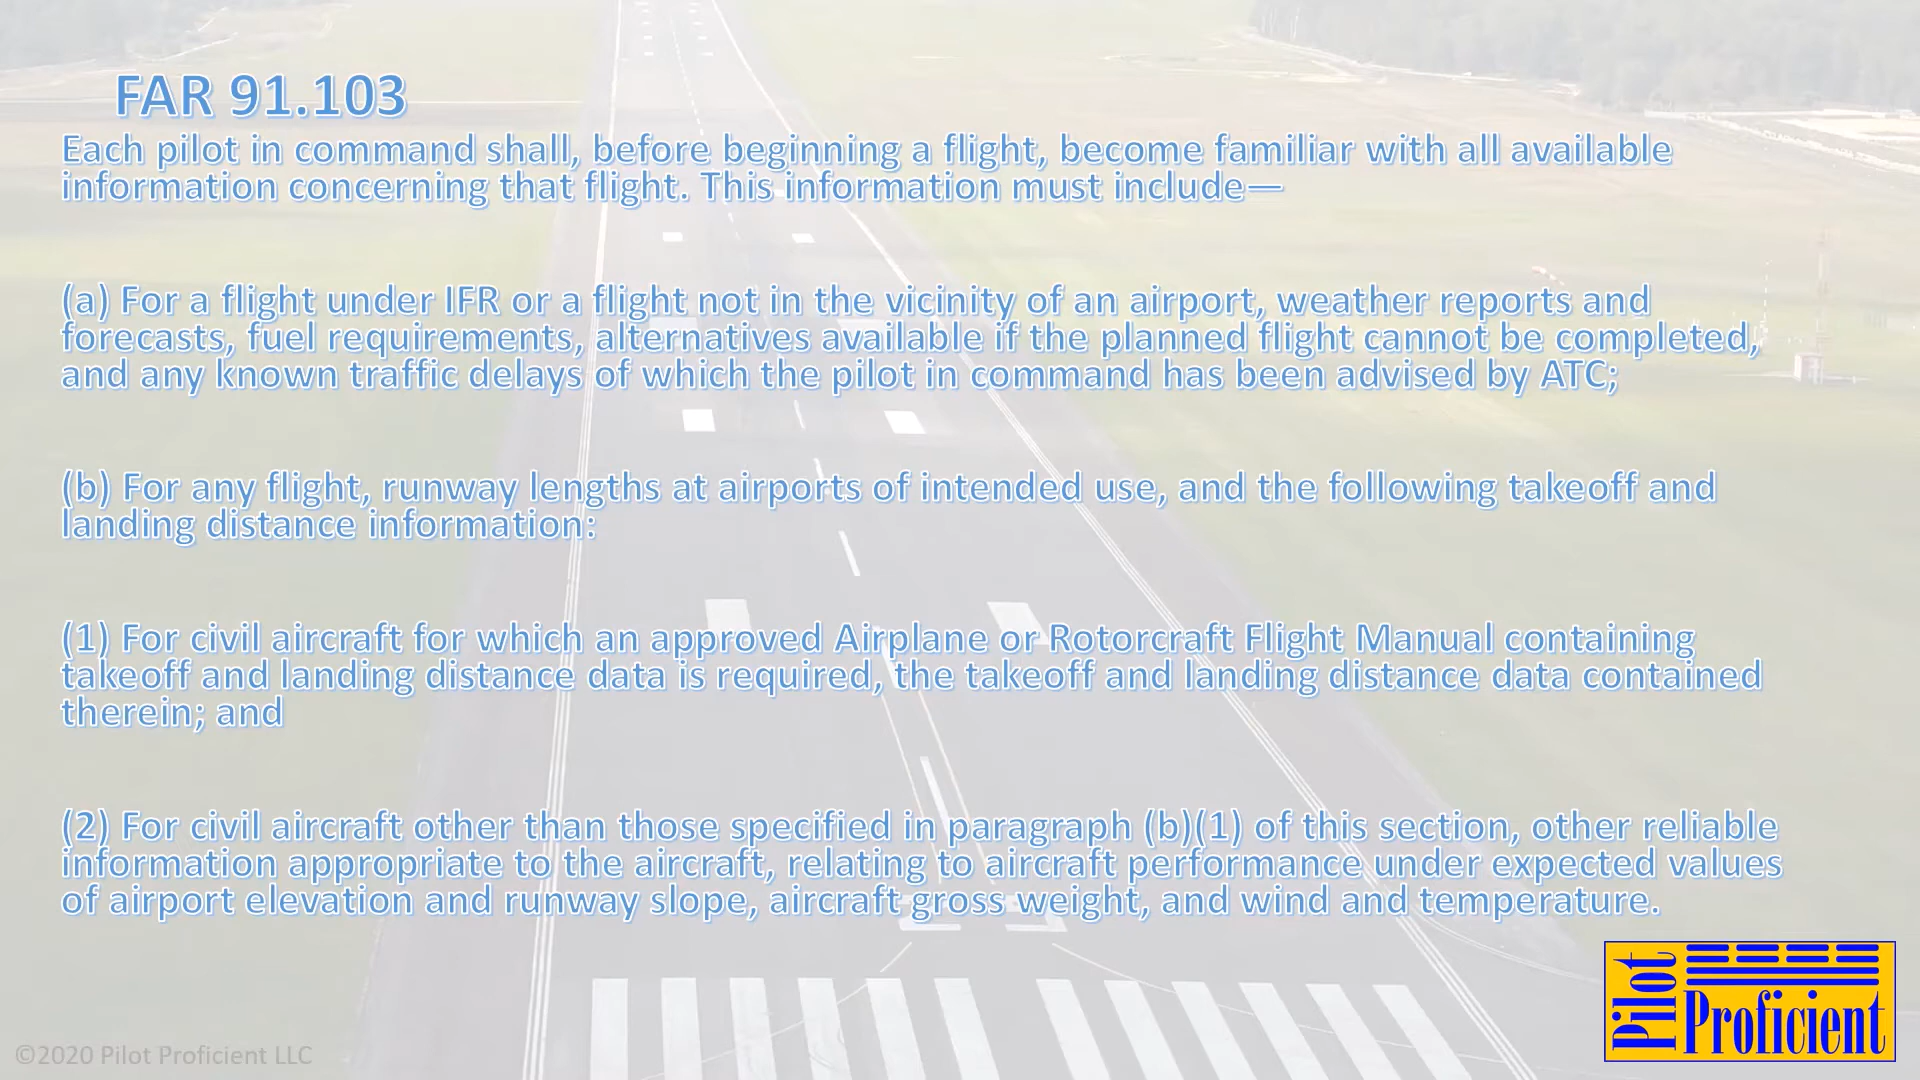 FAR 91.103
Each pilot in command shall, before beginning a flight, become familiar with all available
information concerning that flight. This information must include—
(a) For a flight under IFR or a flight not in the vicinity of an airport, weather reports and
forecasts, fuel requirements, alternatives available if the planned flight cannot be completed,
and any known traffic delays of which the pilot in command has been advised by ATC;
(b) For any flight, runway lengths at airports of intended use, and the following takeoff and
landing distance information:
(1) For civil aircraft for which an approved Airplane or Rotorcraft Flight Manual containing
takeoff and landing distance data is required, the takeoff and landing distance data contained
therein; and
(2) For civil aircraft other than those specified in paragraph (b)(1) of this section, other reliable
information appropriate to the aircraft, relating to aircraft performance under expected values
of airport elevation and runway slope, aircraft gross weight, and wind and temperature.
Pilot
Proficient
©2020 Pilot Proficient LLC